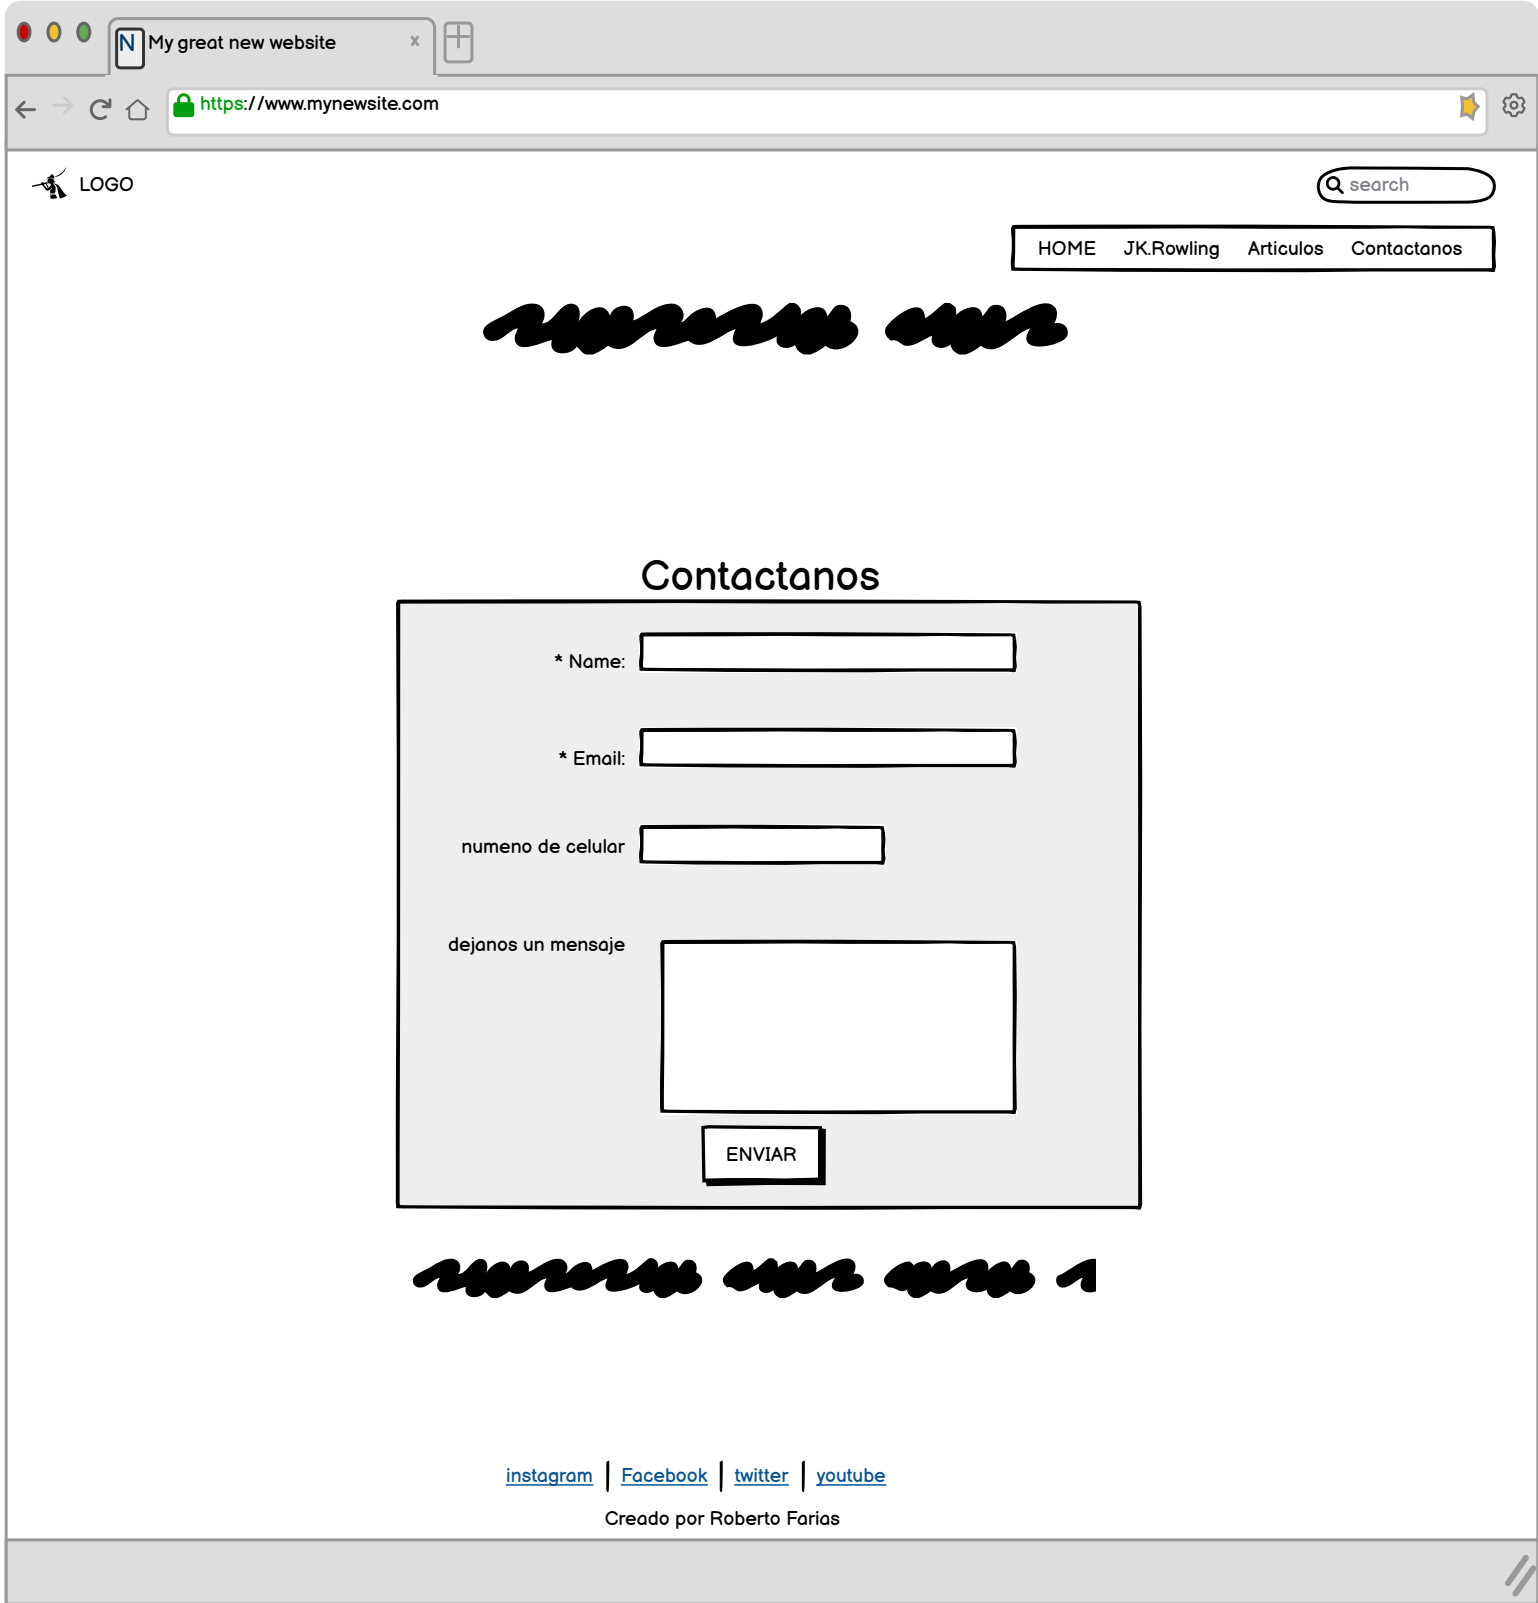 N My great new website x
https://www.mynewsite.com
LOGO
search
HOME JK.Rowling Articulos Contactanos
Contactanos
* Name:
* Email:
numeno de celular
dejanos un mensaje
ENVIAR
instagram Facebook twitter youtube
Creado por Roberto Farias